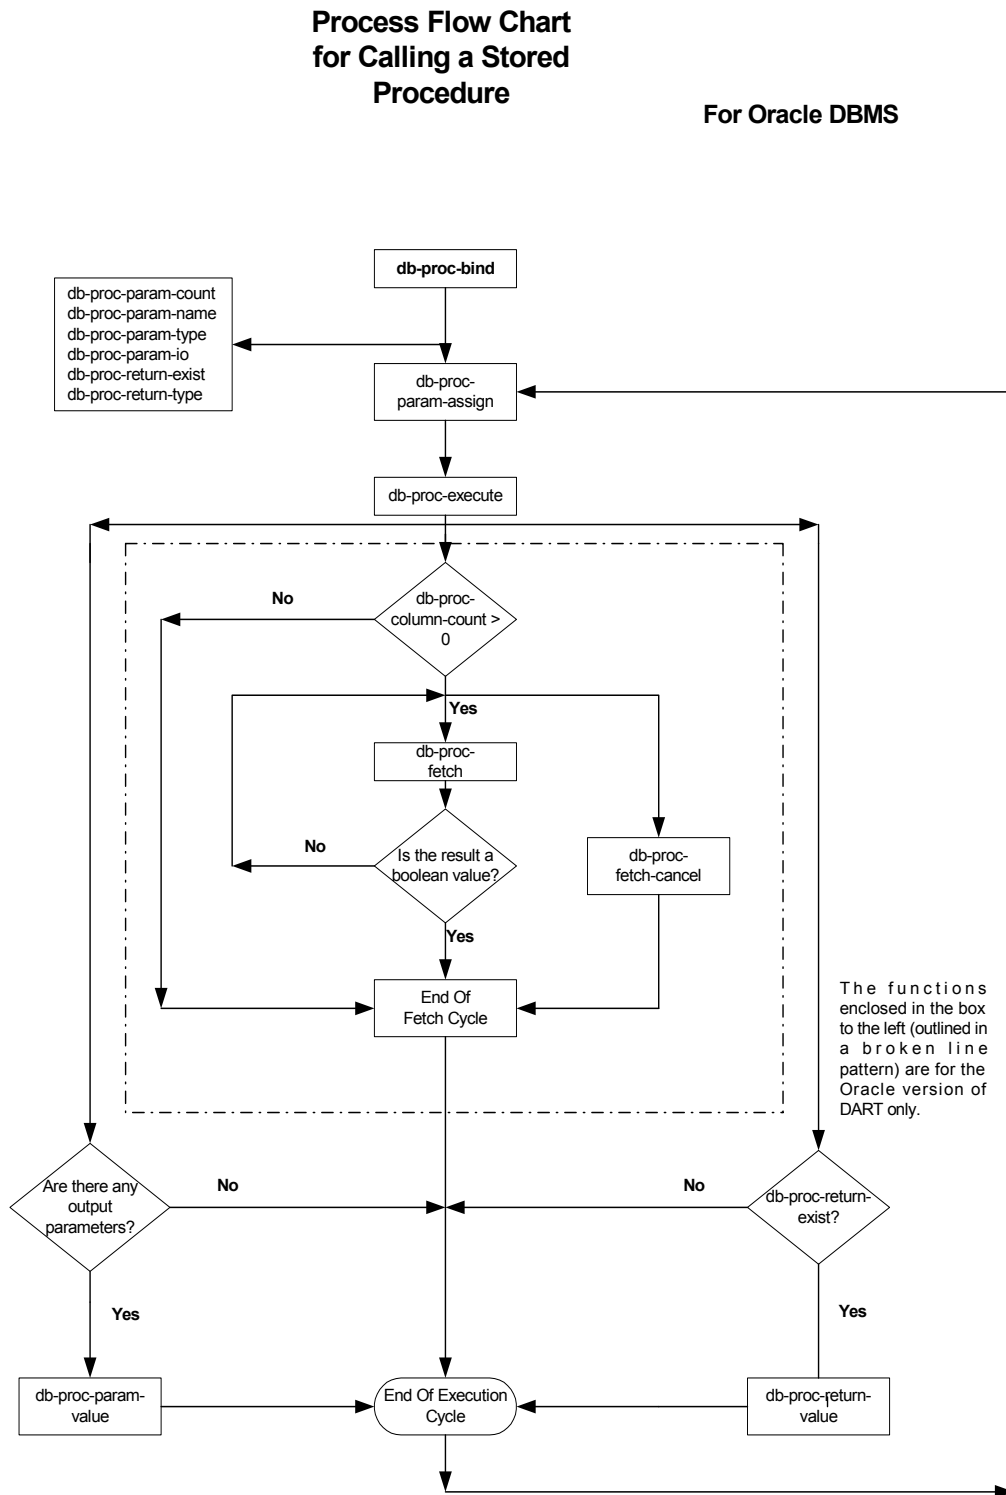 Process Flow Chart
for Calling a Stored
Procedure
For Oracle DBMS
db-proc-bind
db-proc-param-count
db-proc-param-name
db-proc-param-type
db-proc-param-io
db-proc-return-exist
db-proc-return-type
db-proc-
param-assign
db-proc-execute
db-proc-
column-count >
0
No
Yes
db-proc-
fetch
Is the result a
boolean value?
No
db-proc-
fetch-cancel
Yes
End Of
Fetch Cycle
The functions
enclosed in the box
to the left (outlined in
a broken line
pattern) are for the
Oracle version of
DART only.
Are there any
output
parameters?
No
No
db-proc-return-
exist?
Yes
Yes
db-proc-param-
value
End Of Execution
Cycle
db-proc-return-
value